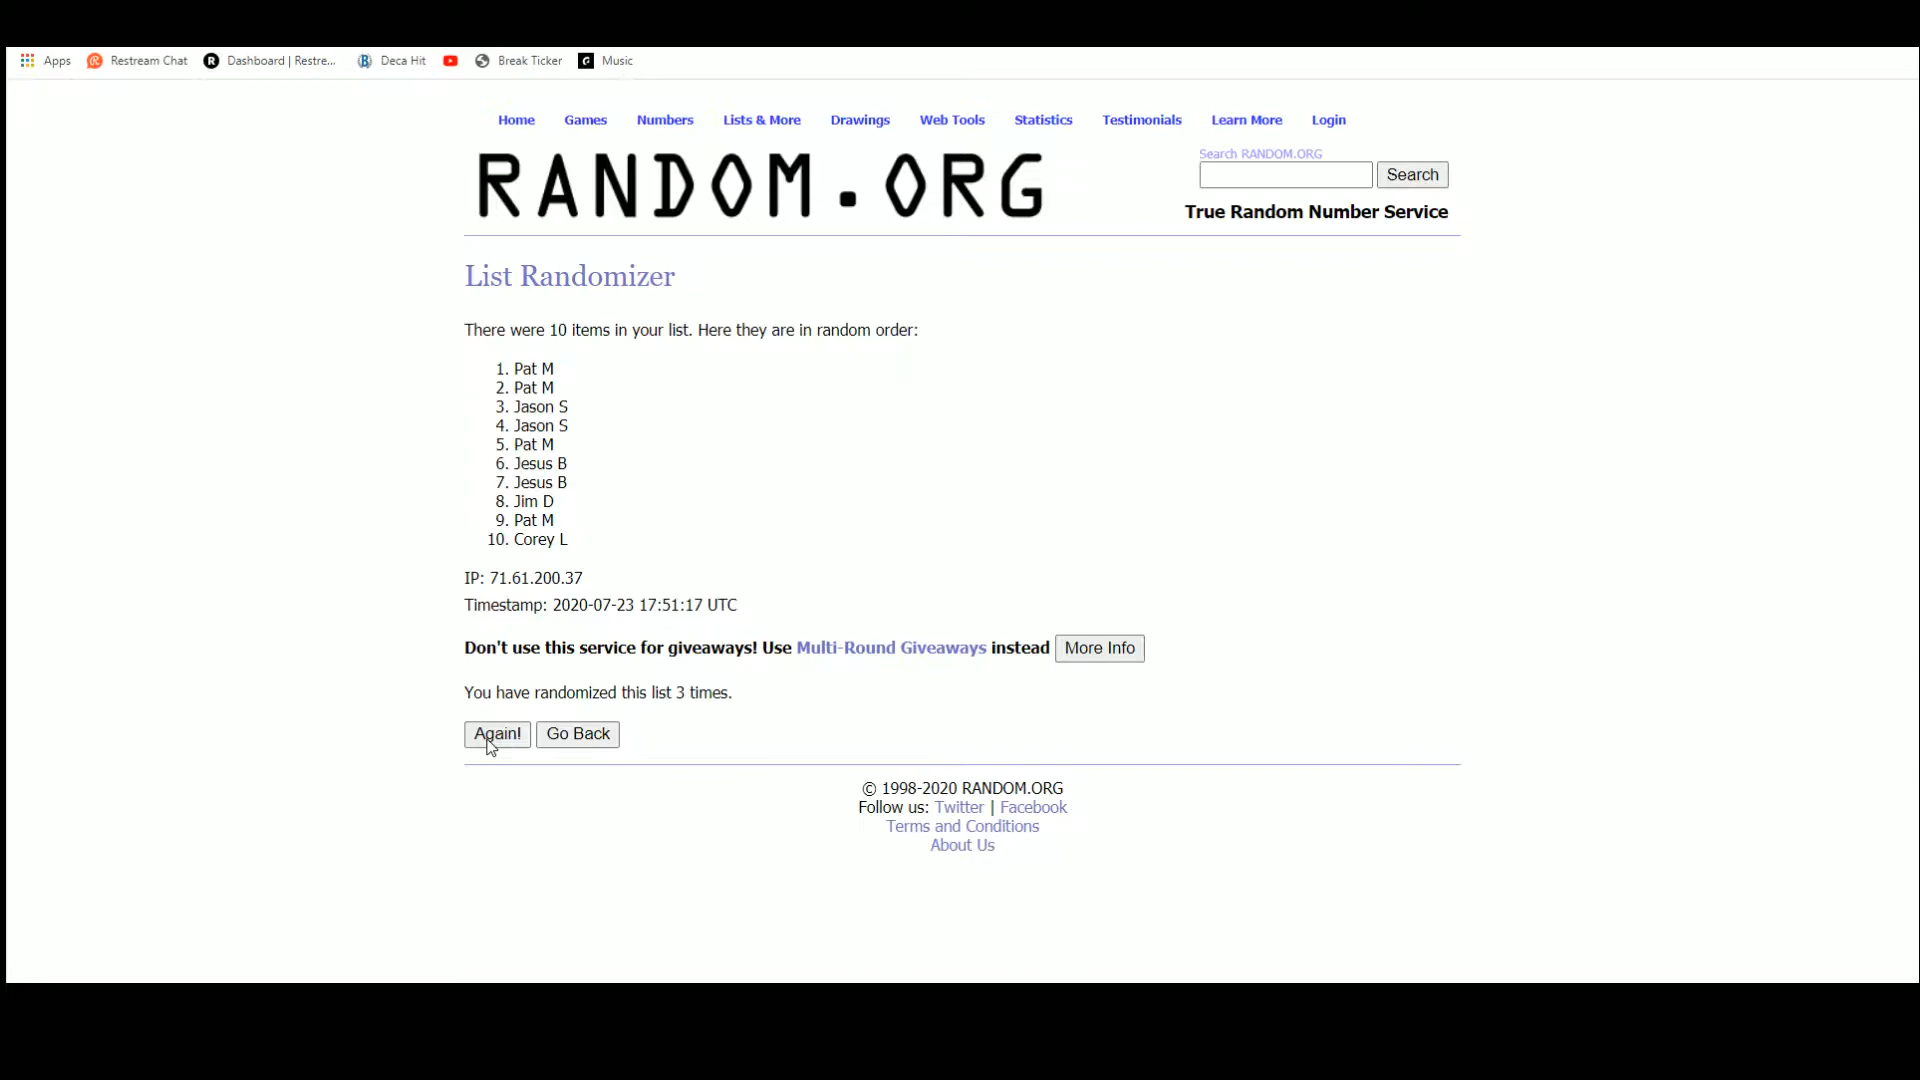 Apps Restream Chat Dashboard | Restre... Deca Hit Break Ticker Music
Home Games Numbers Lists & More Drawings Web Tools Statistics Testimonials Learn More Login
RANDOM.ORG
Search RANDOM.ORG
Search
True Random Number Service
List Randomizer
There were 10 items in your list. Here they are in random order:
1. Pat M
2. Pat M
3. Jason S
4. Jason S
5. Pat M
6. Jesus B
7. Jesus B
8. Jim D
9. Pat M
10. Corey L
IP: 71.61.200.37
Timestamp: 2020-07-23 17:51:17 UTC
Don't use this service for giveaways! Use Multi-Round Giveaways instead More Info
You have randomized this list 3 times.
Again! Go Back
© 1998-2020 RANDOM.ORG
Follow us: Twitter | Facebook
Terms and Conditions
About Us